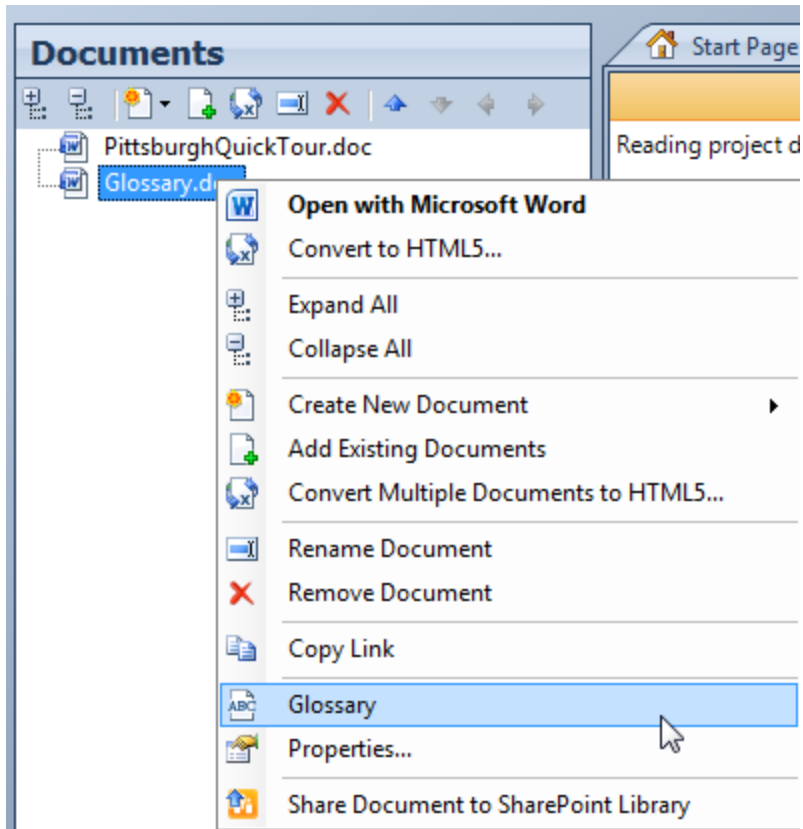 Documents
Start Page
Reading project d
PittsburghQuickTour.doc
Glossary.d
Open with Microsoft Word
Convert to HTML5...
Expand All
Collapse All
Create New Document
Add Existing Documents
Convert Multiple Documents to HTML5...
Rename Document
Remove Document
Copy Link
ABC Glossary
Properties...
Share Document to SharePoint Library